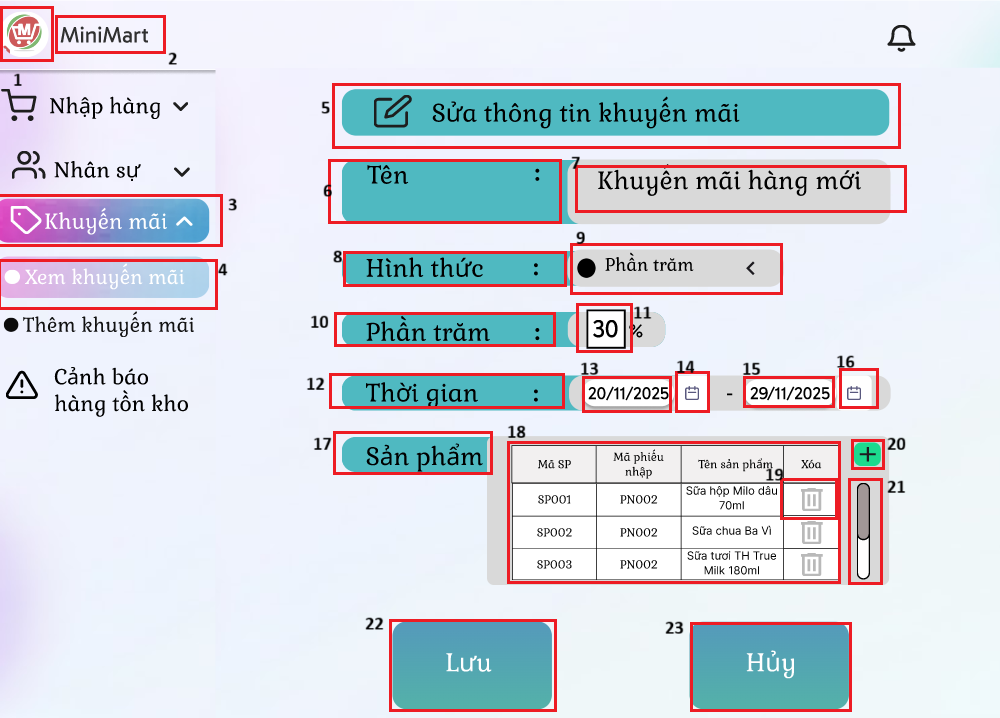 MiniMart
2
1
Nhập hàng
Nhân sự
Khuyến mãi
3
Xem khuyến mãi
4
Thêm khuyến mãi
Cảnh báo
hàng tồn kho
5
Sửa thông tin khuyến mãi
6
Tên :
7
Khuyến mãi hàng mới
8
Hình thức :
9
Phần trăm
10
Phần trăm :
30
11
%
12
Thời gian :
13
20/11/2025
14
-
15
29/11/2025
16
17
Sản phẩm
18
Mã SP
Mã phiếu
nhập
Tên sản phẩm
Xóa
19
SP001
PN002
Sữa hộp Milo dâu
70ml
SP002
PN002
Sữa chua Ba Vì
SP003
PN002
Sữa tươi TH True
Milk 180ml
20
+
21
22
Lưu
23
Hủy